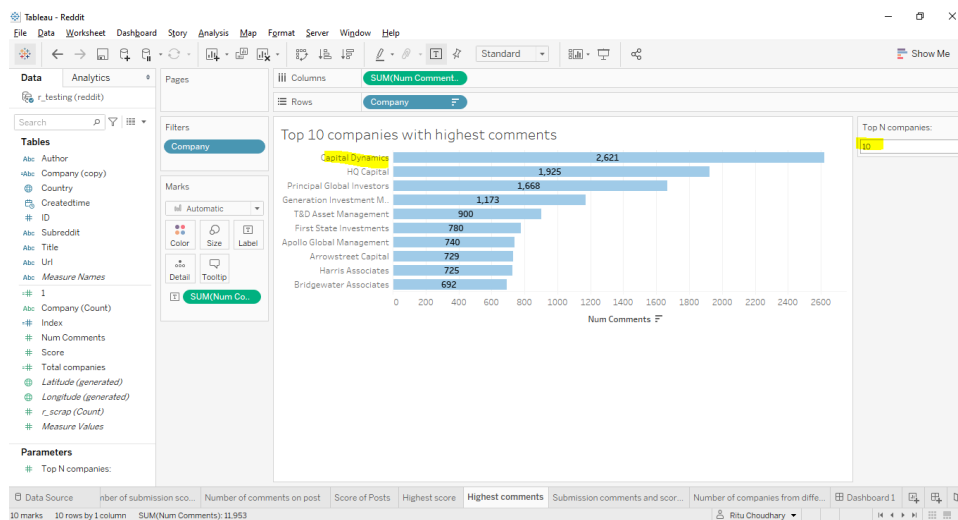 Tableau - Reddit
File Data Worksheet Dashboard Story Analysis Map Format Server Window Help
Standard
Show Me
Data Analytics
r_testing (reddit)
Search
Tables
Abc Author
Abc Company (copy)
Country
Createdtime
# ID
Abc Subreddit
Abc Title
Abc Url
Abc Measure Names
=# 1
Abc Company (Count)
=# Index
# Num Comments
# Score
=# Total companies
Latitude (generated)
Longitude (generated)
# r_scrap (Count)
# Measure Values
Parameters
# Top N companies:
Pages
Filters
Company
Marks
Automatic
Color Size Label
Detail Tooltip
SUM(Num Co..
Columns SUM(Num Comment..
Rows Company
Top 10 companies with highest comments
Capital Dynamics 2,621
HQ Capital 1,925
Principal Global Investors 1,668
Generation Investment M.. 1,173
T&D Asset Management 900
First State Investments 780
Apollo Global Management 740
Arrowstreet Capital 729
Harris Associates 725
Bridgewater Associates 692
0 200 400 600 800 1000 1200 1400 1600 1800 2000 2200 2400 2600
Num Comments
Top N companies:
10
Data Source nber of submission sco... Number of comments on post Score of Posts Highest score Highest comments Submission comments and scor... Number of companies from diffe... Dashboard 1
10 marks 10 rows by 1 column SUM(Num Comments): 11,953 Ritu Choudhary